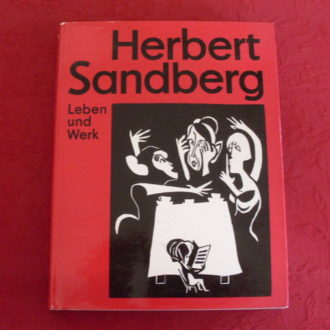 Herbert
Sandberg
Leben
und
Werk